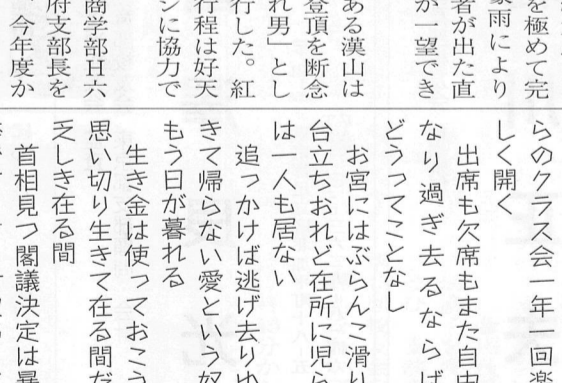 を極めて完
豪雨により
者が出た直
が一望でき
ある漢山は
登頂を断念
れ男」とし
行した。紅
行程は好天
シに協力で
商学部H六
府支部長を
今年度か
らのクラス会一年一回楽
しく開く
出席も欠席もまた自由
なり過ぎ去るならば
どうってことなし
お宮にはぶらんこ滑り
台立ちおれど在所に児ら
は一人も居ない
追っかけば逃げ去りゆ
きて帰らない愛という奴
もう日が暮れる
生き金は使っておこう
思い切り生きて在る間だ
乏しき在る間
首相見つ閣議決定は暴